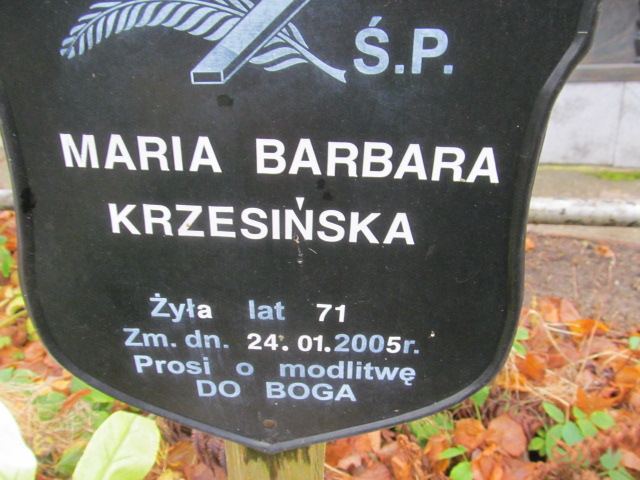 Ś.P.
MARIA BARBARA
KRZESIŃSKA
Żyła lat 71
Zm. dn. 24.01.2005r.
Prosi o modlitwę
DO BOGA